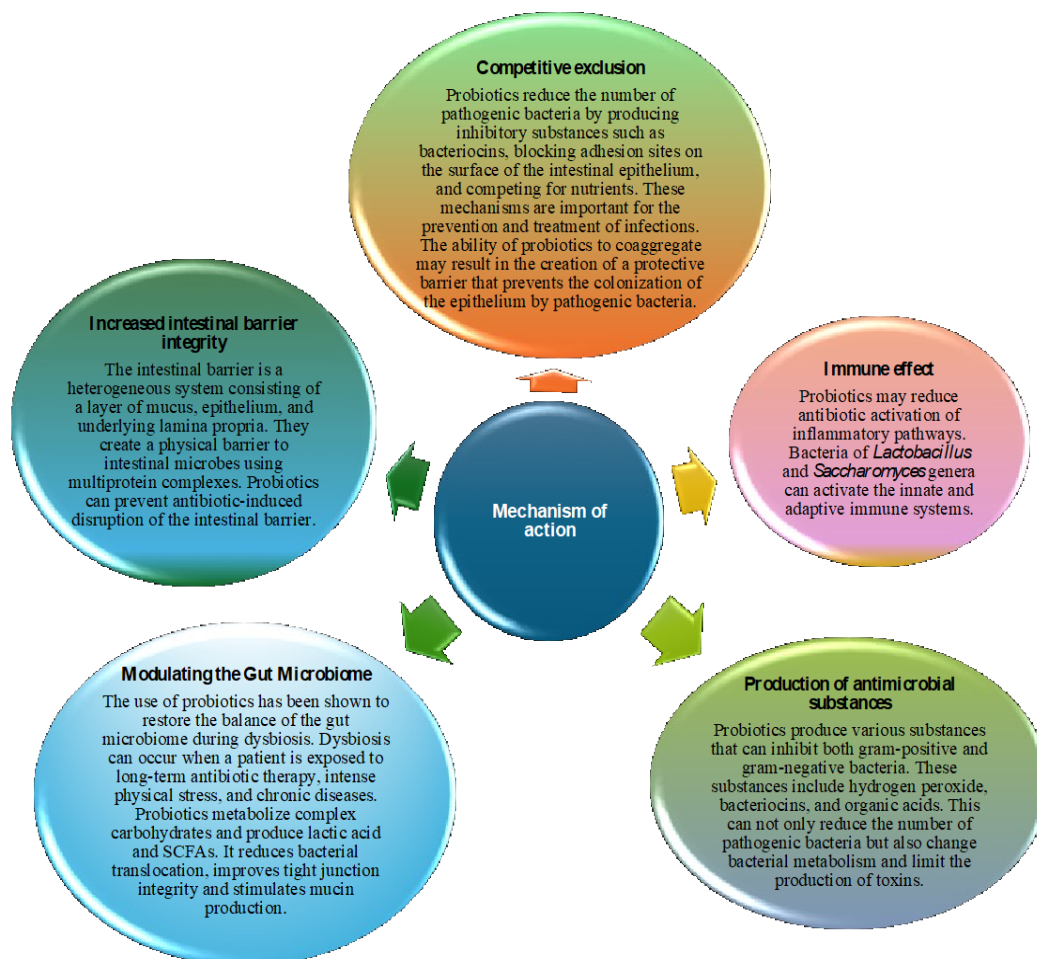 Competitive exclusion
Probiotics reduce the number of
pathogenic bacteria by producing
inhibitory substances such as
bacteriocins, blocking adhesion sites on
the surface of the intestinal epithelium,
and competing for nutrients. These
mechanisms are important for the
prevention and treatment of infections.
The ability of probiotics to coaggregate
may result in the creation of a protective
barrier that prevents the colonization of
the epithelium by pathogenic bacteria.
Increased intestinal barrier
integrity
The intestinal barrier is a
heterogeneous system consisting of
a layer of mucus, epithelium, and
underlying lamina propria. They
create a physical barrier to
intestinal microbes using
multiprotein complexes. Probiotics
can prevent antibiotic-induced
disruption of the intestinal barrier.
Immune effect
Probiotics may reduce
antibiotic activation of
inflammatory pathways.
Bacteria of Lactobacillus
and Saccharomyces genera
can activate the innate and
adaptive immune systems.
Mechanism of
action
Modulating the Gut Microbiome
The use of probiotics has been shown to
restore the balance of the gut
microbiome during dysbiosis. Dysbiosis
can occur when a patient is exposed to
long-term antibiotic therapy, intense
physical stress, and chronic diseases.
Probiotics metabolize complex
carbohydrates and produce lactic acid
and SCFAs. It reduces bacterial
translocation, improves tight junction
integrity and stimulates mucin
production.
Production of antimicrobial
substances
Probiotics produce various substances
that can inhibit both gram-positive and
gram-negative bacteria. These
substances include hydrogen peroxide,
bacteriocins, and organic acids. This
can not only reduce the number of
pathogenic bacteria but also change
bacterial metabolism and limit the
production of toxins.